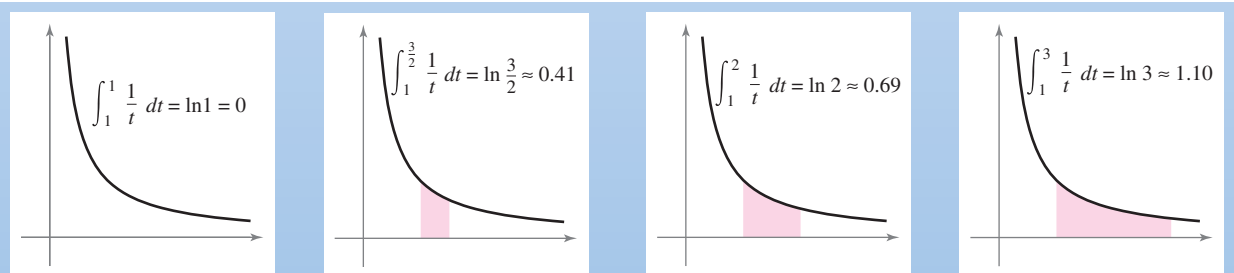 ∫₁¹ 1/t dt = ln1 = 0
∫₁^(3/2) 1/t dt = ln 3/2 ≈ 0.41
∫₁² 1/t dt = ln 2 ≈ 0.69
∫₁³ 1/t dt = ln 3 ≈ 1.10